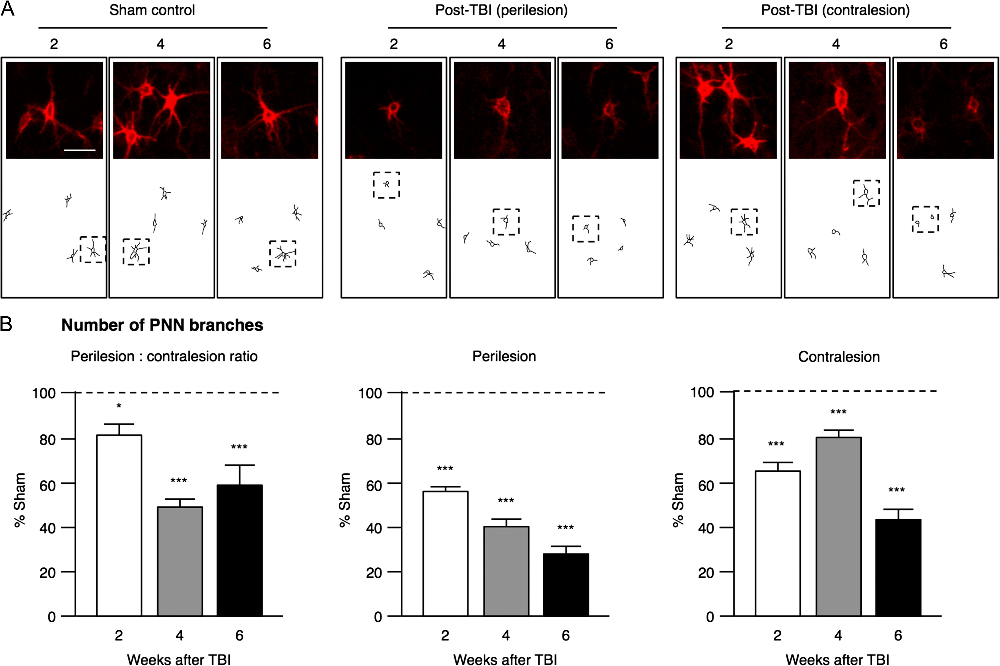 A
Sham control
Post-TBI (perilesion)
Post-TBI (contralesion)
2 4 6
2 4 6
2 4 6
B
Number of PNN branches
Perilesion : contralesion ratio
% Sham
100
80
60
40
20
0
*
***
***
2 4 6
Weeks after TBI
Perilesion
% Sham
100
80
60
40
20
0
***
***
***
2 4 6
Weeks after TBI
Contralesion
% Sham
100
80
60
40
20
0
***
***
***
2 4 6
Weeks after TBI